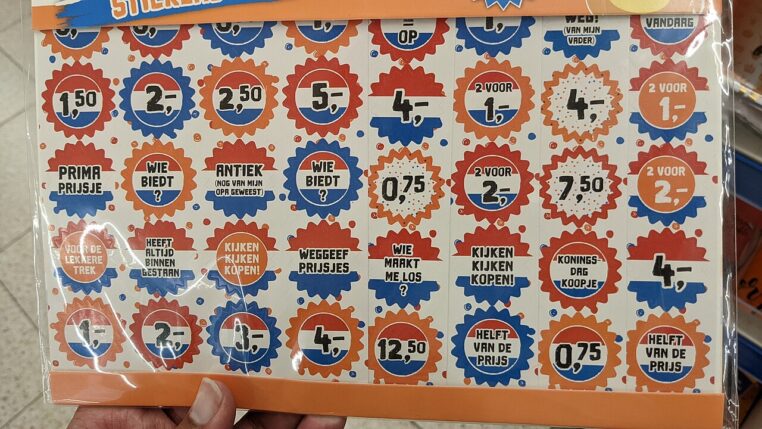 STICKERS
= OP
1,-
(VAN MIJN
VADER)
VANDAAG
1,50
2,-
2,50
5,-
4,-
2 VOOR
1,-
4,-
2 VOOR
1,-
PRIMA
PRIJSJE
WIE
BIEDT
?
ANTIEK
(NOG VAN MIJN
OPA GEWEEST)
WIE
BIEDT
?
0,75
2 VOOR
2,-
7,50
2 VOOR
2,-
VOOR DE
LEKKERE
TREK
HEEFT
ALTIJD
BINNEN
GESTAAN
KIJKEN
KIJKEN
KOPEN!
WEGGEEF
PRIJSJES
WIE
MAAKT
ME LOS
?
KIJKEN
KIJKEN
KOPEN!
KONINGS-
DAG
KOOPJE
4,-
1,-
2,-
3,-
4,-
12,50
HELFT
VAN DE
PRIJS
0,75
HELFT
VAN DE
PRIJS